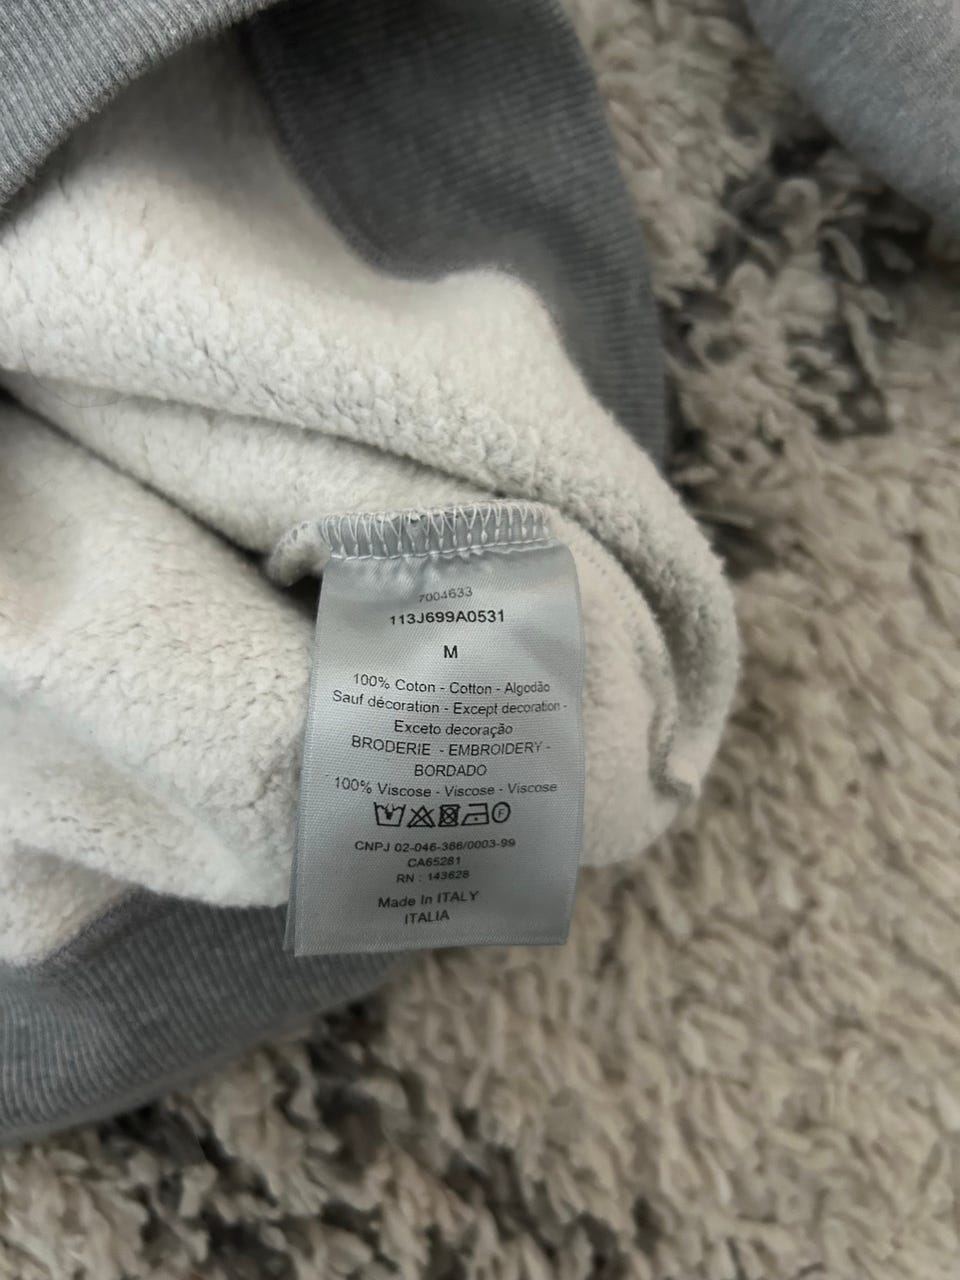 7004633
113J699A0531
M
100% Coton - Cotton - Algodão
Sauf décoration - Except decoration -
Exceto decoração
BRODERIE - EMBROIDERY -
BORDADO
100% Viscose - Viscose - Viscose
F
CNPJ 02-046-386/0003-99
CA65281
RN : 143628
Made In ITALY
ITALIA